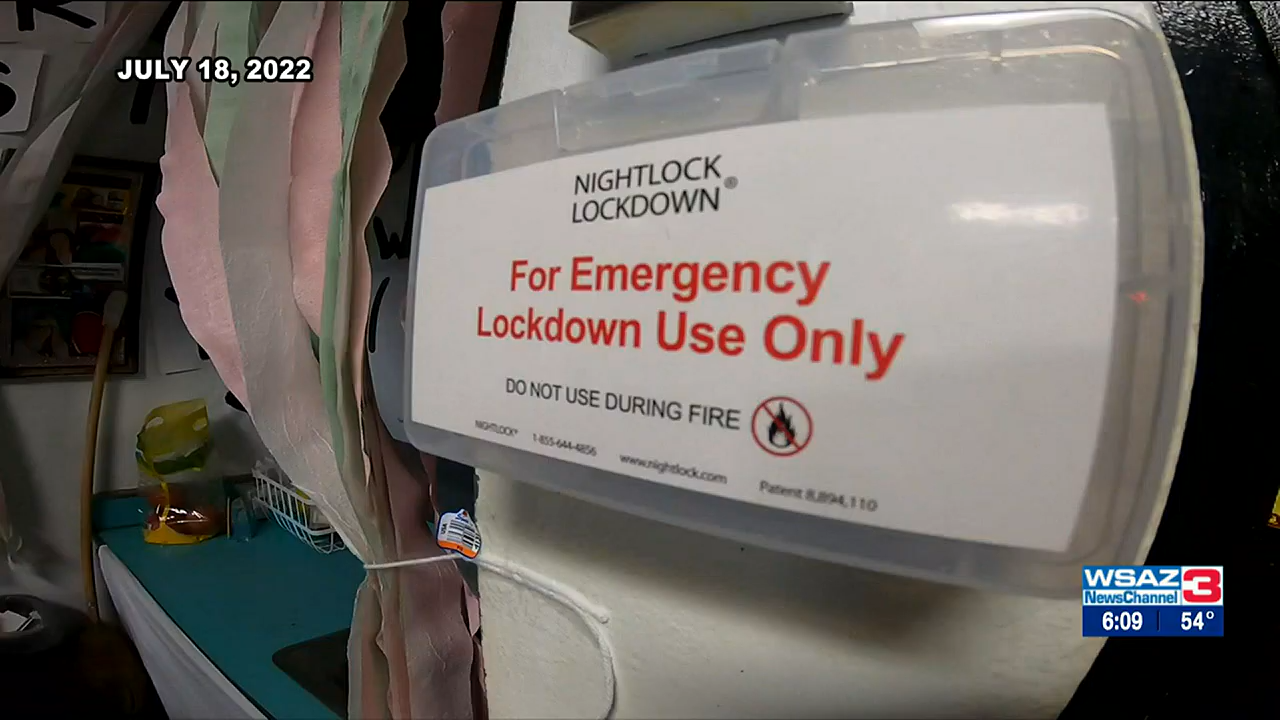 JULY 18, 2022
NIGHTLOCK
LOCKDOWN®
For Emergency
Lockdown Use Only
DO NOT USE DURING FIRE
NIGHTLOCK® 1-855-644-4856 www.nightlock.com Patent 8,894,110
WSAZ 3
NewsChannel
6:09 54°